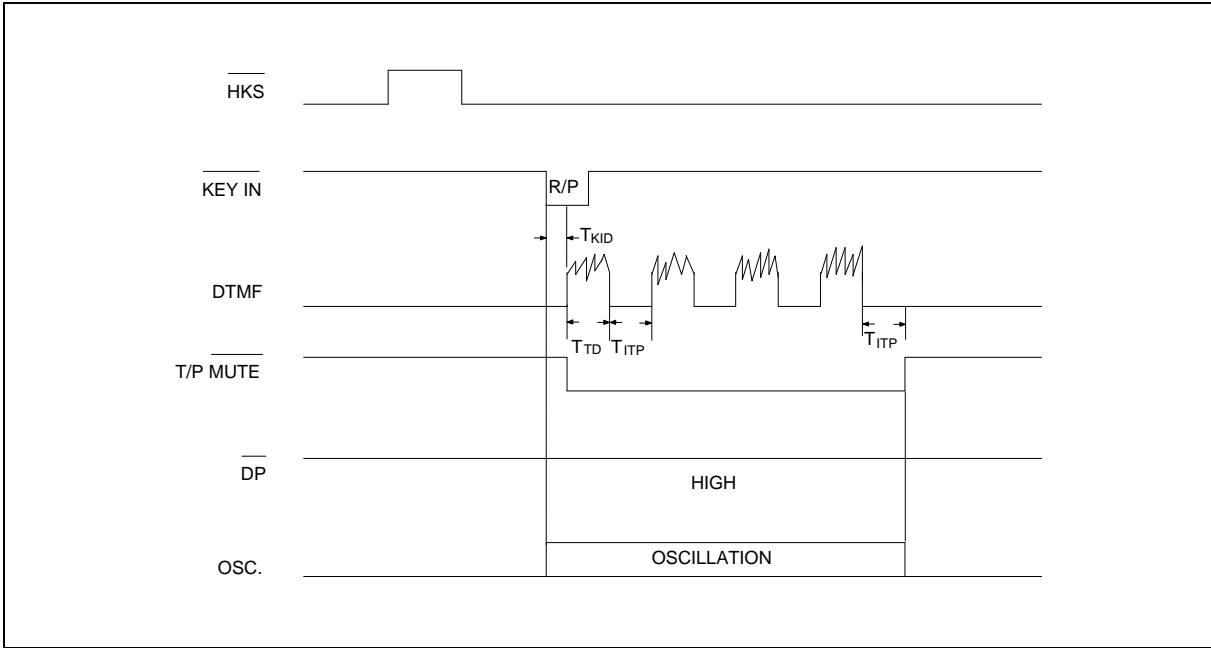 HKS
KEY IN
R/P
TKID
DTMF
TTD
TITP
TITP
T/P MUTE
DP
HIGH
OSC.
OSCILLATION